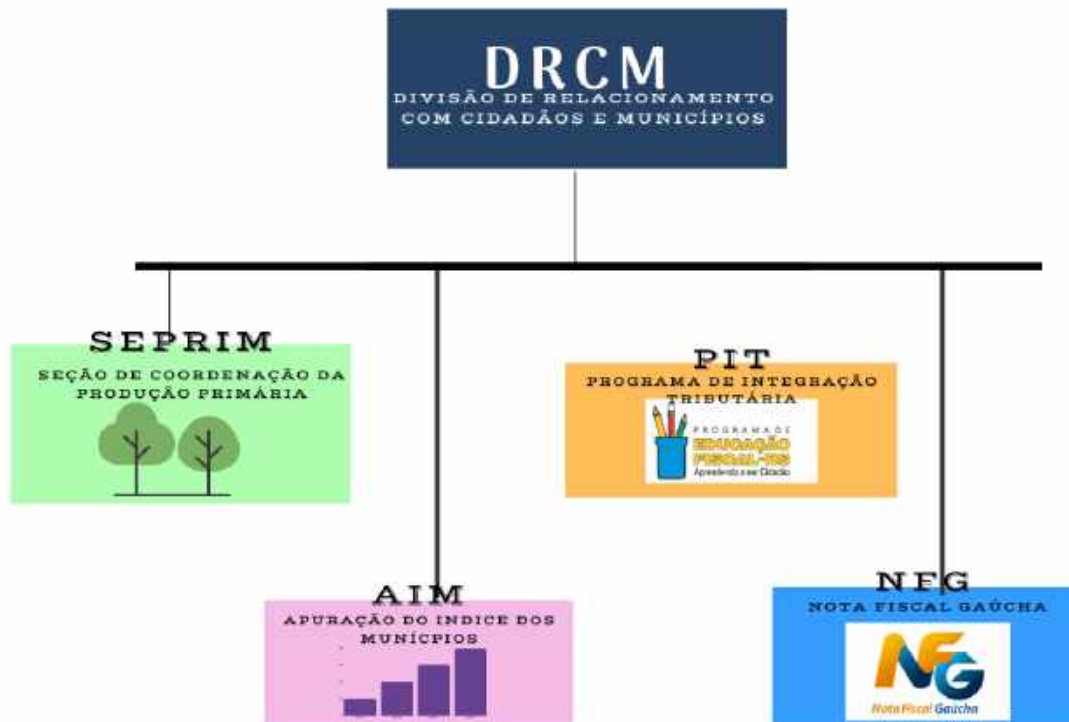 DRCM
DIVISÃO DE RELACIONAMENTO
COM CIDADÃOS E MUNICÍPIOS
SEPRIM
SEÇÃO DE COORDENAÇÃO DA
PRODUÇÃO PRIMÁRIA
PIT
PROGRAMA DE INTEGRAÇÃO
TRIBUTÁRIA
PROGRAMA DE
EDUCAÇÃO
FISCAL-RS
Aprendendo a ser Cidadão
AIM
APURAÇÃO DO INDICE DOS
MUNÍCPIOS
NFG
NOTA FISCAL GAÚCHA
NFG
Nota Fiscal Gaúcha